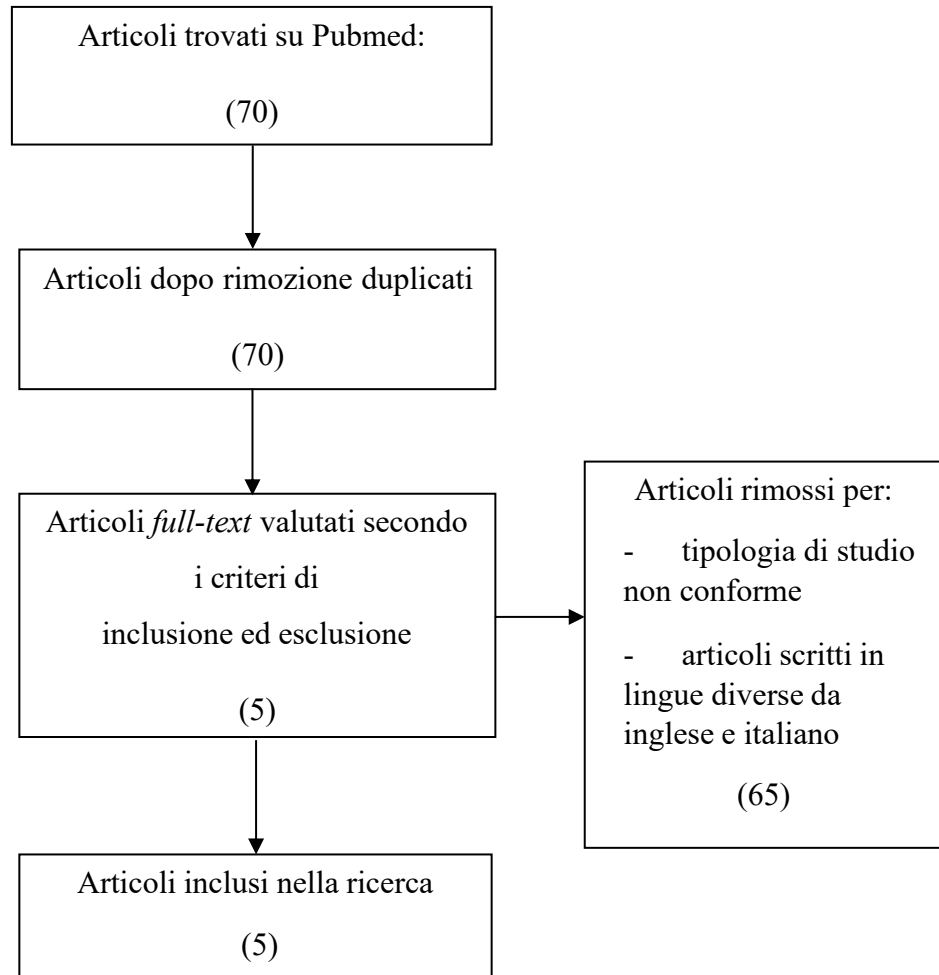 Articoli trovati su Pubmed:
(70)
Articoli dopo rimozione duplicati
(70)
Articoli full-text valutati secondo
i criteri di
inclusione ed esclusione
(5)
Articoli rimossi per:
- tipologia di studio
non conforme
- articoli scritti in
lingue diverse da
inglese e italiano
(65)
Articoli inclusi nella ricerca
(5)